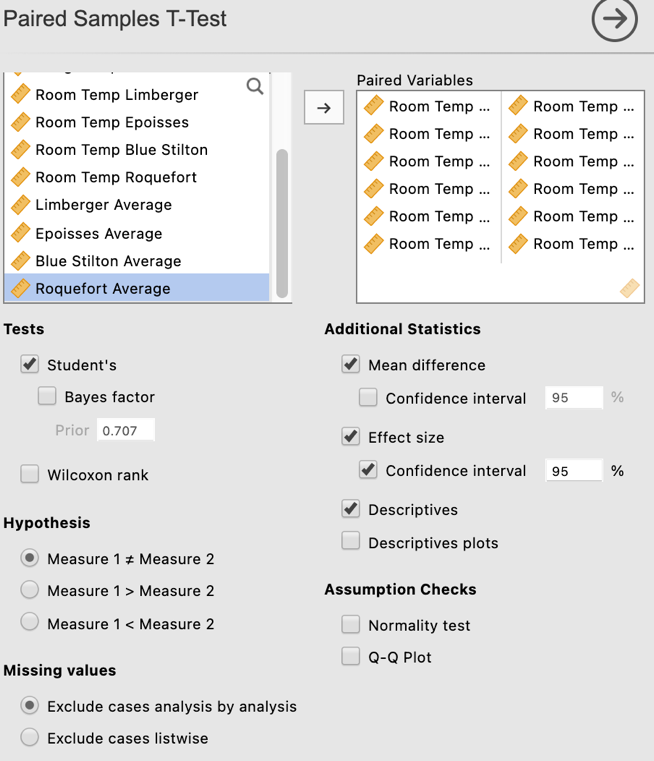 Paired Samples T-Test
Room Temp Limberger
Room Temp Epoisses
Room Temp Blue Stilton
Room Temp Roquefort
Limberger Average
Epoisses Average
Blue Stilton Average
Roquefort Average
Paired Variables
Room Temp ... Room Temp ...
Room Temp ... Room Temp ...
Room Temp ... Room Temp ...
Room Temp ... Room Temp ...
Room Temp ... Room Temp ...
Room Temp ... Room Temp ...
Tests
Student's
Bayes factor
Prior 0.707
Wilcoxon rank
Hypothesis
Measure 1 ≠ Measure 2
Measure 1 > Measure 2
Measure 1 < Measure 2
Missing values
Exclude cases analysis by analysis
Exclude cases listwise
Additional Statistics
Mean difference
Confidence interval 95 %
Effect size
Confidence interval 95 %
Descriptives
Descriptives plots
Assumption Checks
Normality test
Q-Q Plot